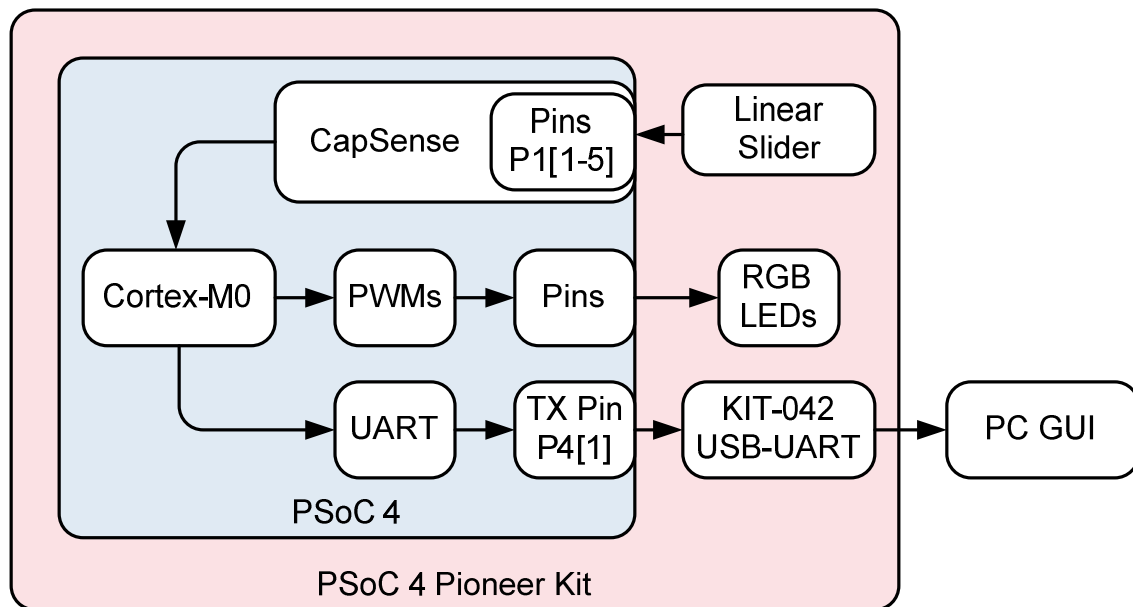 CapSense
Pins
P1[1-5]
Linear
Slider
Cortex-M0
PWMs
Pins
RGB
LEDs
UART
TX Pin
P4[1]
KIT-042
USB-UART
PC GUI
PSoC 4
PSoC 4 Pioneer Kit